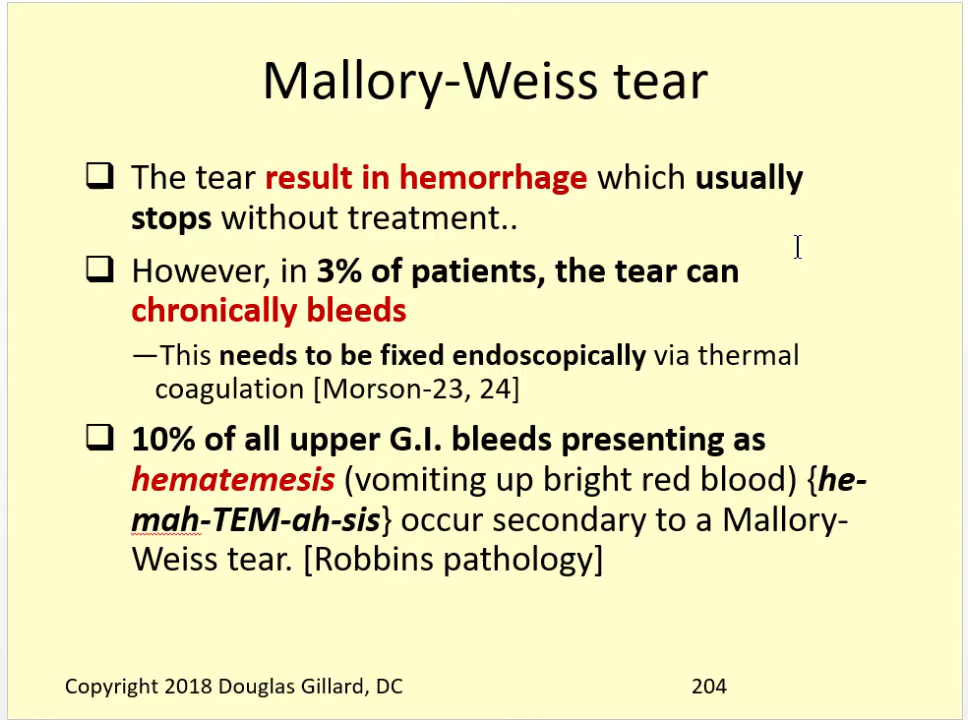 Mallory-Weiss tear
The tear result in hemorrhage which usually
stops without treatment..
However, in 3% of patients, the tear can
chronically bleeds
—This needs to be fixed endoscopically via thermal
coagulation [Morson-23, 24]
10% of all upper G.I. bleeds presenting as
hematemesis (vomiting up bright red blood) {he-
mah-TEM-ah-sis} occur secondary to a Mallory-
Weiss tear. [Robbins pathology]
Copyright 2018 Douglas Gillard, DC 204